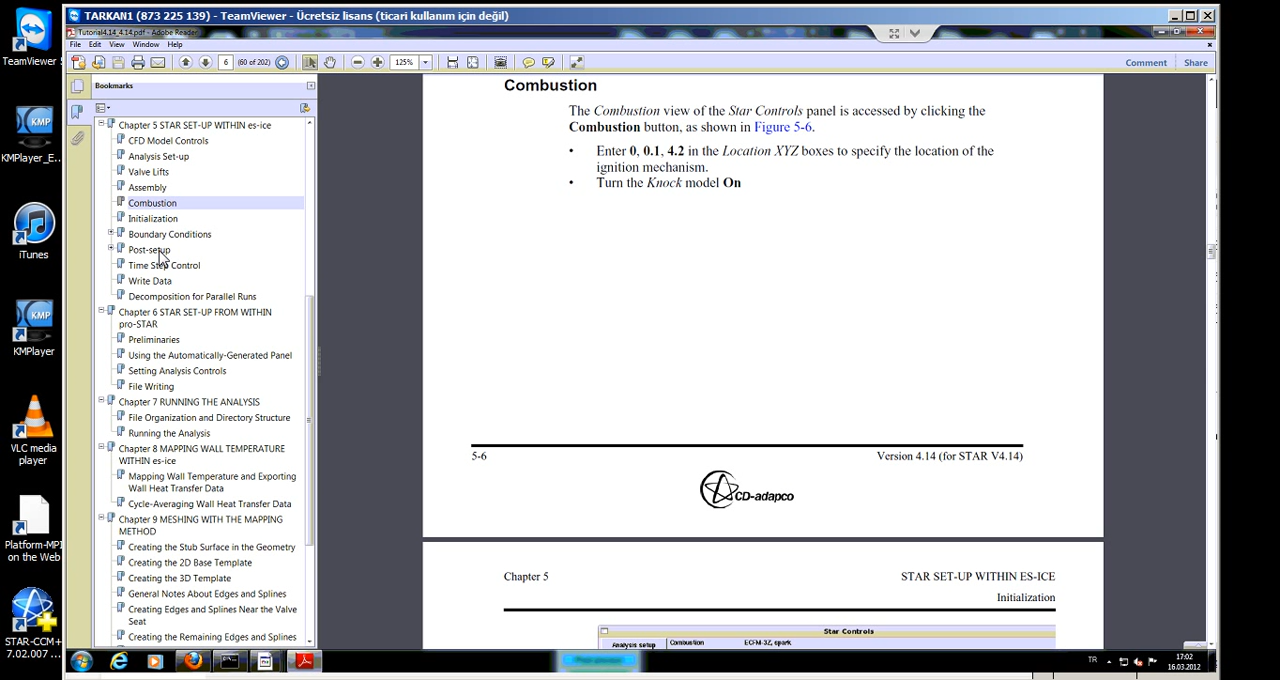 TARKAN1 (873 225 139) - TeamViewer - Ücretsiz lisans (ticari kullanım için değil)
Tutorial4.14_4.14.pdf - Adobe Reader
File Edit View Window Help
6 (60 of 202) 125% Comment Share
Bookmarks
Chapter 5 STAR SET-UP WITHIN es-ice
CFD Model Controls
Analysis Set-up
Valve Lifts
Assembly
Combustion
Initialization
Boundary Conditions
Post-setup
Time Step Control
Write Data
Decomposition for Parallel Runs
Chapter 6 STAR SET-UP FROM WITHIN
pro-STAR
Preliminaries
Using the Automatically-Generated Panel
Setting Analysis Controls
File Writing
Chapter 7 RUNNING THE ANALYSIS
File Organization and Directory Structure
Running the Analysis
Chapter 8 MAPPING WALL TEMPERATURE
WITHIN es-ice
Mapping Wall Temperature and Exporting
Wall Heat Transfer Data
Cycle-Averaging Wall Heat Transfer Data
Chapter 9 MESHING WITH THE MAPPING
METHOD
Creating the Stub Surface in the Geometry
Creating the 2D Base Template
Creating the 3D Template
General Notes About Edges and Splines
Creating Edges and Splines Near the Valve
Seat
Creating the Remaining Edges and Splines
Combustion
The Combustion view of the Star Controls panel is accessed by clicking the
Combustion button, as shown in Figure 5-6.
• Enter 0, 0.1, 4.2 in the Location XYZ boxes to specify the location of the
ignition mechanism.
• Turn the Knock model On
5-6 Version 4.14 (for STAR V4.14)
CD-adapco
Chapter 5 STAR SET-UP WITHIN ES-ICE
Initialization
Star Controls
Analysis setup Combustion ECFM-3Z, spark
TeamViewer 5
KMPlayer_E...
iTunes
KMPlayer
VLC media
player
Platform-MPI
on the Web
STAR-CCM+
7.02.007 ...
TR
17:02
16.03.2012